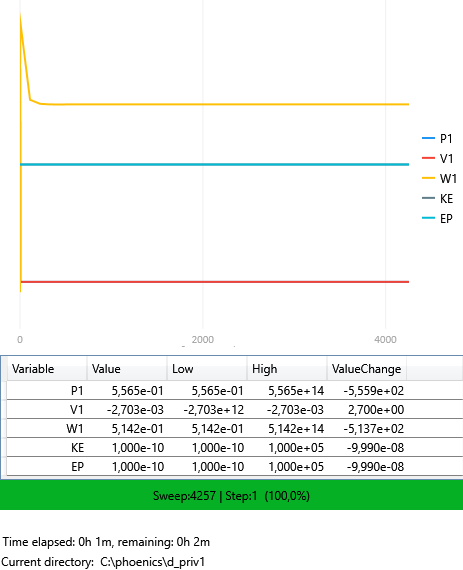 P1
V1
W1
KE
EP
0 2000 4000
Variable Value Low High ValueChange
P1 5,565e-01 5,565e-01 5,565e+14 -5,559e+02
V1 -2,703e-03 -2,703e+12 -2,703e-03 2,700e+00
W1 5,142e-01 5,142e-01 5,142e+14 -5,137e+02
KE 1,000e-10 1,000e-10 1,000e+05 -9,990e-08
EP 1,000e-10 1,000e-10 1,000e+05 -9,990e-08
Sweep:4257 | Step:1 (100,0%)
Time elapsed: 0h 1m, remaining: 0h 2m
Current directory: C:\phoenics\d_priv1